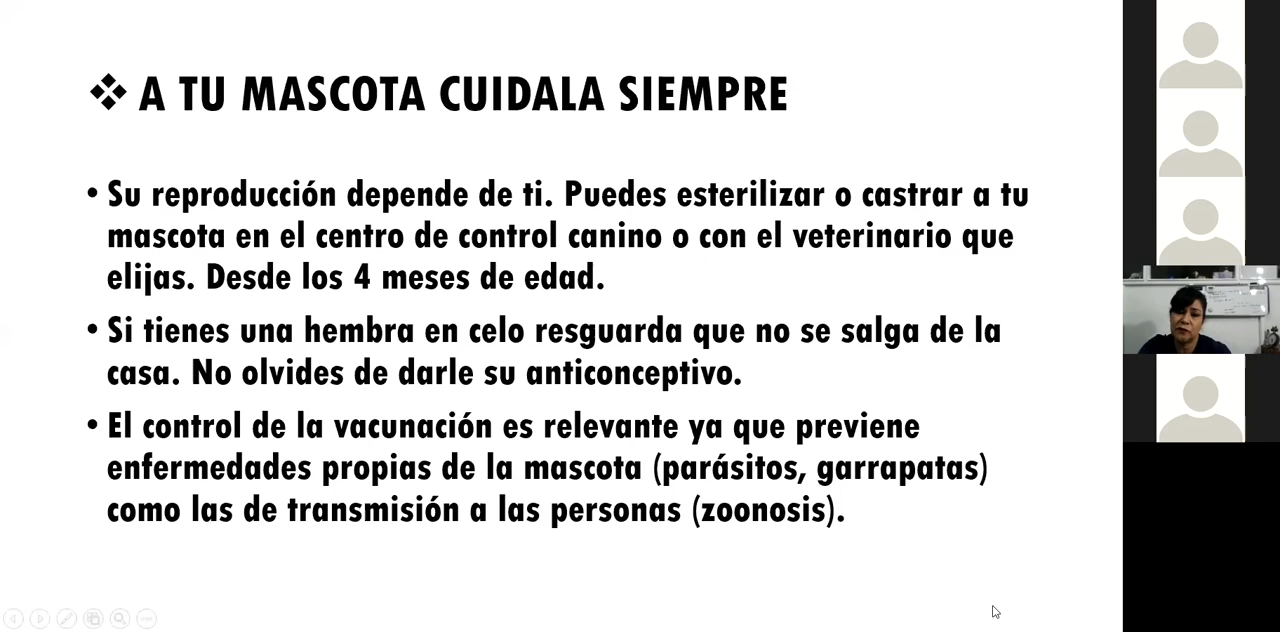 ❖ A TU MASCOTA CUIDALA SIEMPRE
• Su reproducción depende de ti. Puedes esterilizar o castrar a tu
mascota en el centro de control canino o con el veterinario que
elijas. Desde los 4 meses de edad.
• Si tienes una hembra en celo resguarda que no se salga de la
casa. No olvides de darle su anticonceptivo.
• El control de la vacunación es relevante ya que previene
enfermedades propias de la mascota (parásitos, garrapatas)
como las de transmisión a las personas (zoonosis).